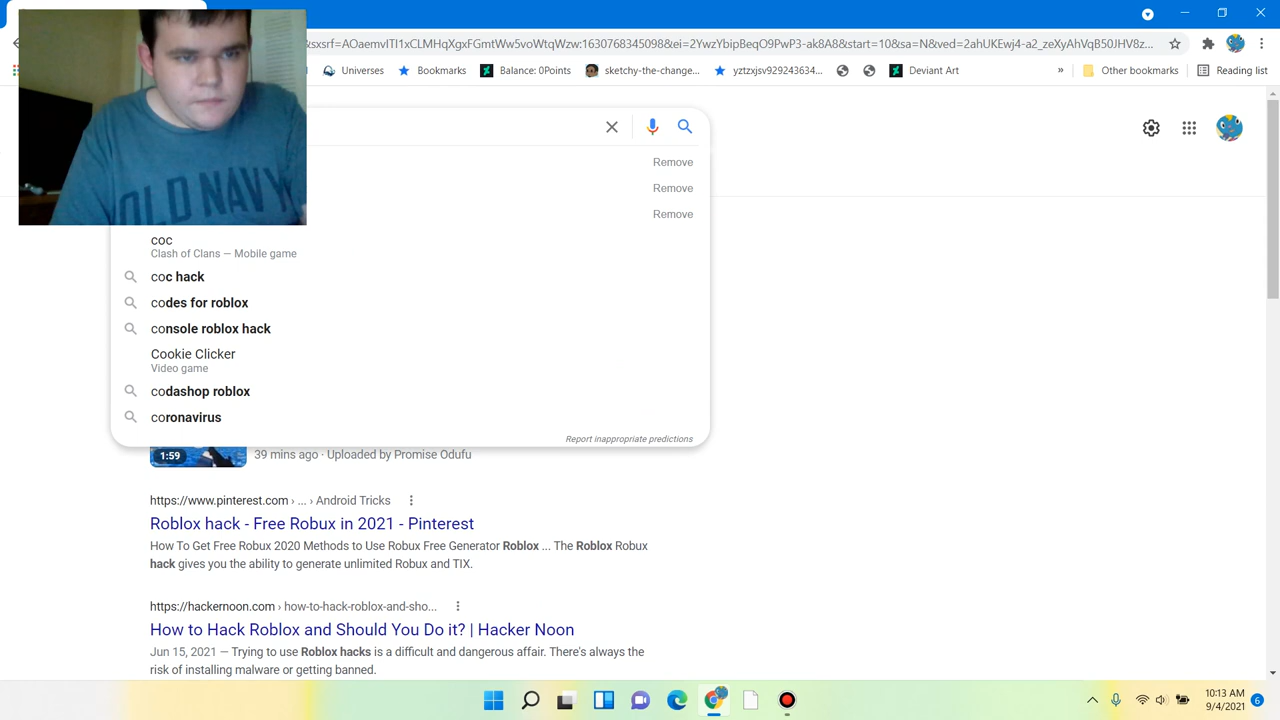 &sxsrf=AOaemvITI1xCLMHqXgxFGmtWw5voWtqWzw:1630768345098&ei=2YwzYbipBeqO9PwP3-ak8A8&start=10&sa=N&ved=2ahUKEwj4-a2_zeXyAhVqB50JHV8z...
Universes
Bookmarks
Balance: 0Points
sketchy-the-change...
yztzxjsv929243634...
Deviant Art
»
Other bookmarks
Reading list
Remove
Remove
Remove
OLD NAVY
coc
Clash of Clans — Mobile game
coc hack
codes for roblox
console roblox hack
Cookie Clicker
Video game
codashop roblox
coronavirus
Report inappropriate predictions
1:59
39 mins ago · Uploaded by Promise Odufu
https://www.pinterest.com › ... › Android Tricks
Roblox hack - Free Robux in 2021 - Pinterest
How To Get Free Robux 2020 Methods to Use Robux Free Generator Roblox ... The Roblox Robux
hack gives you the ability to generate unlimited Robux and TIX.
https://hackernoon.com › how-to-hack-roblox-and-sho...
How to Hack Roblox and Should You Do it? | Hacker Noon
Jun 15, 2021 — Trying to use Roblox hacks is a difficult and dangerous affair. There's always the
risk of installing malware or getting banned.
10:13 AM
9/4/2021
6